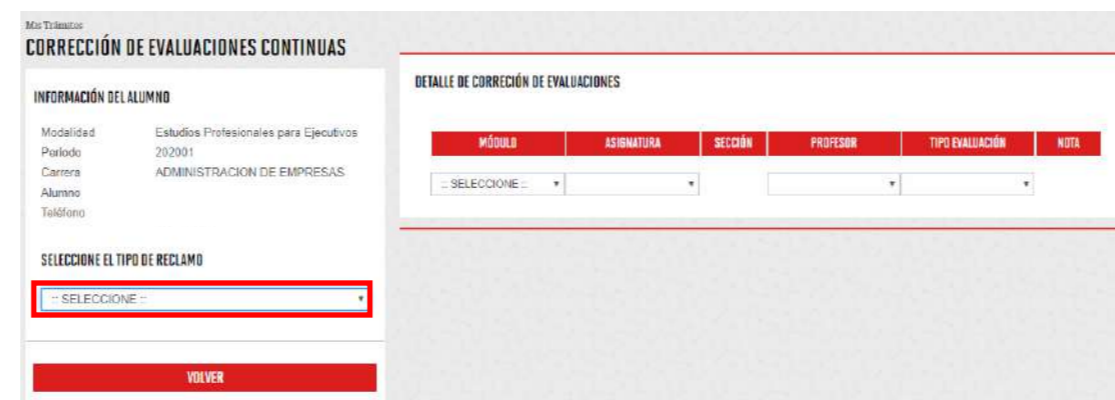 Mis Trámites
CORRECCIÓN DE EVALUACIONES CONTINUAS
INFORMACIÓN DEL ALUMNO
Modalidad Estudios Profesionales para Ejecutivos
Periodo 202001
Carrera ADMINISTRACION DE EMPRESAS
Alumno
Teléfono
SELECCIONE EL TIPO DE RECLAMO
:: SELECCIONE ::
VOLVER
DETALLE DE CORRECIÓN DE EVALUACIONES
MÓDULO ASIGNATURA SECCIÓN PROFESOR TIPO EVALUACIÓN NOTA
:: SELECCIONE ::